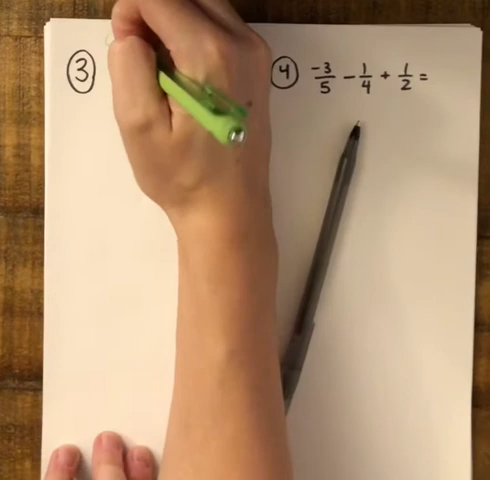 ③
④ -3/5 - 1/4 + 1/2 =